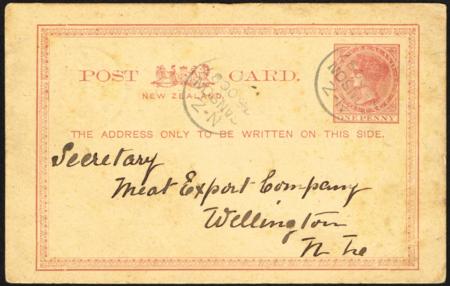 POST CARD.
NEW ZEALAND.
ONE PENNY
THE ADDRESS ONLY TO BE WRITTEN ON THIS SIDE.
Secretary
Meat Export Company
Wellington
N Ze